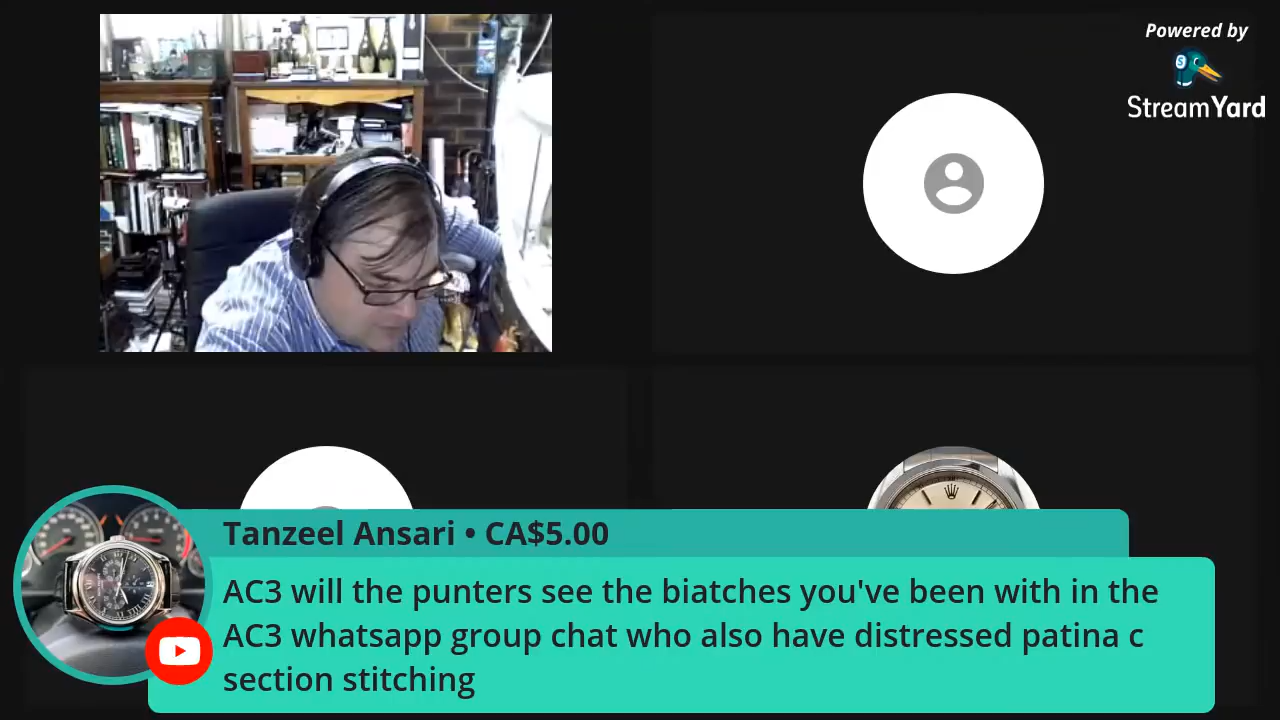 Powered by
StreamYard
Tanzeel Ansari • CA$5.00
AC3 will the punters see the biatches you've been with in the
AC3 whatsapp group chat who also have distressed patina c
section stitching